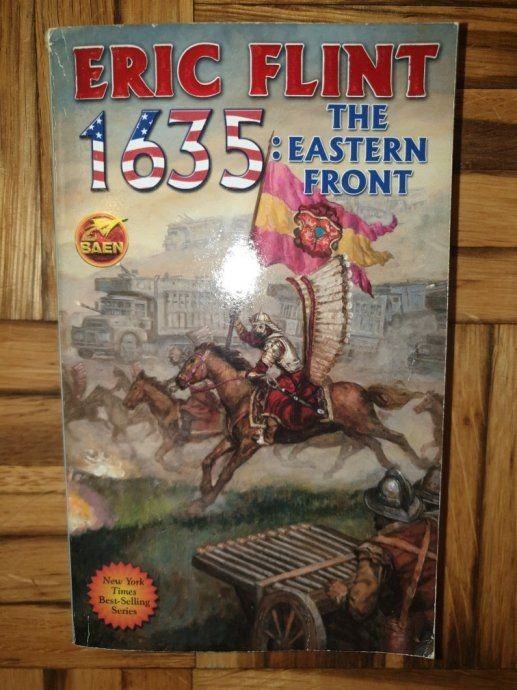 ERIC FLINT
1635:
THE
EASTERN
FRONT
BAEN
New York
Times
Best-Selling
Series